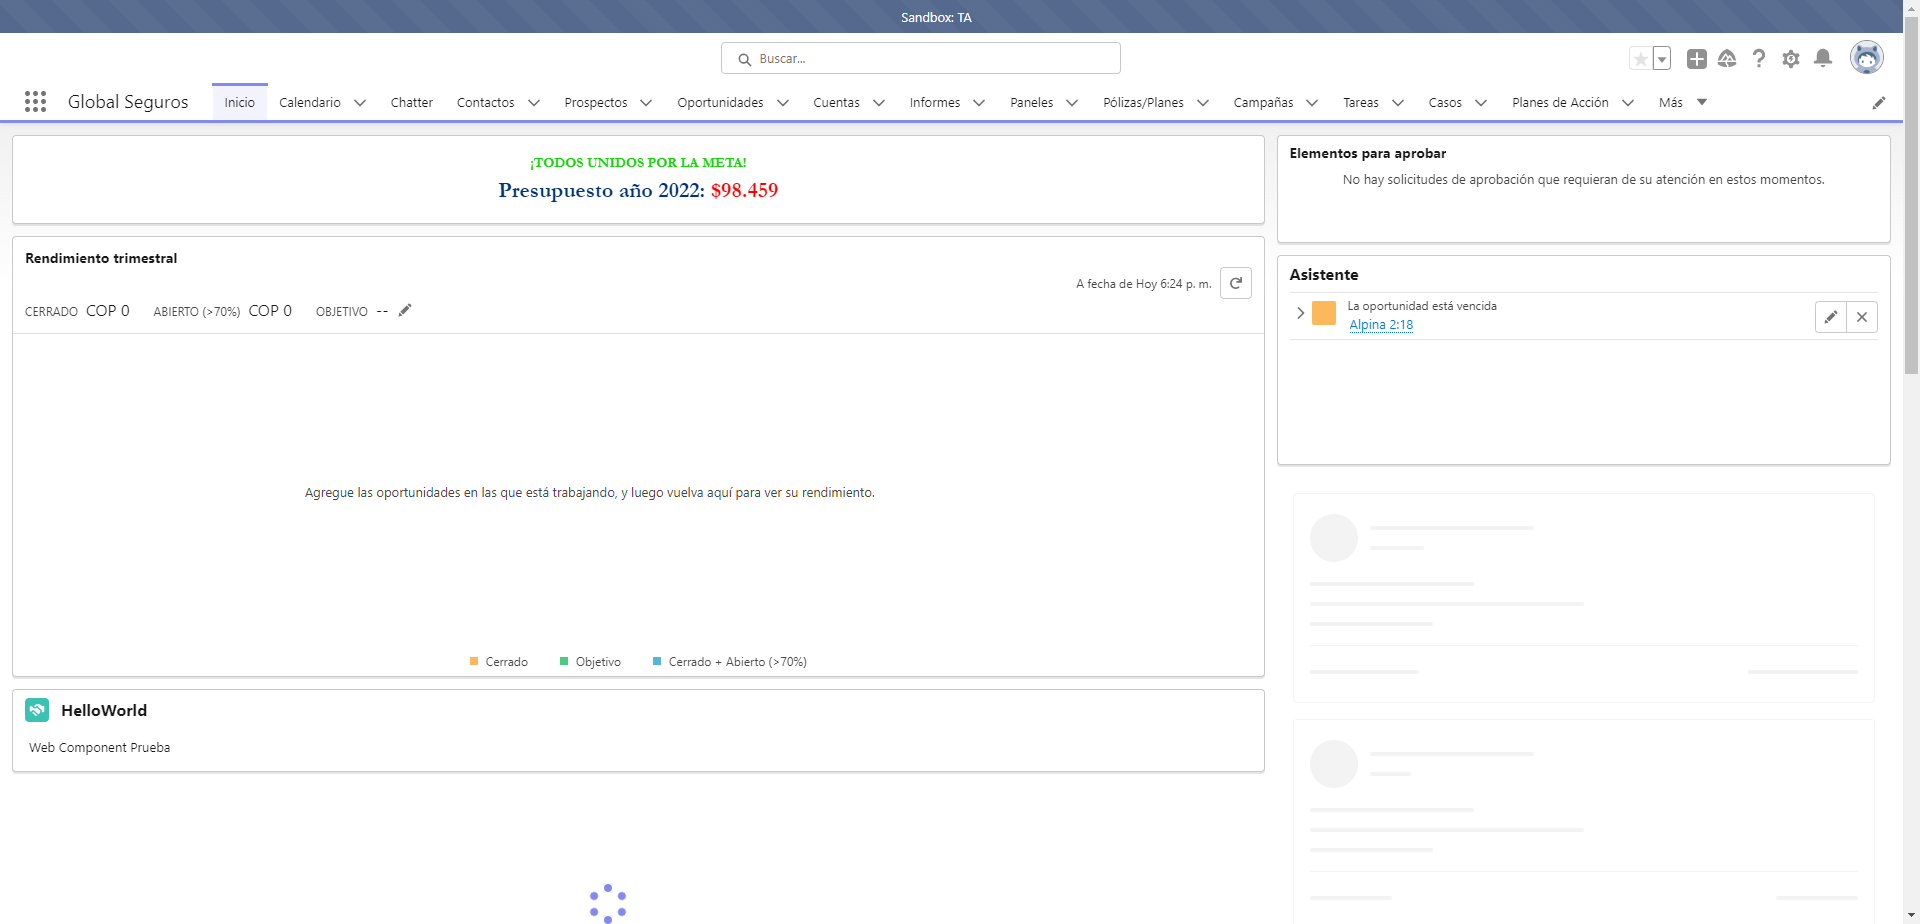 Sandbox: TA
Buscar...
Global Seguros
Inicio
Calendario
Chatter
Contactos
Prospectos
Oportunidades
Cuentas
Informes
Paneles
Pólizas/Planes
Campañas
Tareas
Casos
Planes de Acción
Más
¡TODOS UNIDOS POR LA META!
Presupuesto año 2022: $98.459
Rendimiento trimestral
A fecha de Hoy 6:24 p. m.
CERRADO COP 0 ABIERTO (>70%) COP 0 OBJETIVO --
Agregue las oportunidades en las que está trabajando, y luego vuelva aquí para ver su rendimiento.
Cerrado Objetivo Cerrado + Abierto (>70%)
HelloWorld
Web Component Prueba
Elementos para aprobar
No hay solicitudes de aprobación que requieran de su atención en estos momentos.
Asistente
La oportunidad está vencida
Alpina 2:18